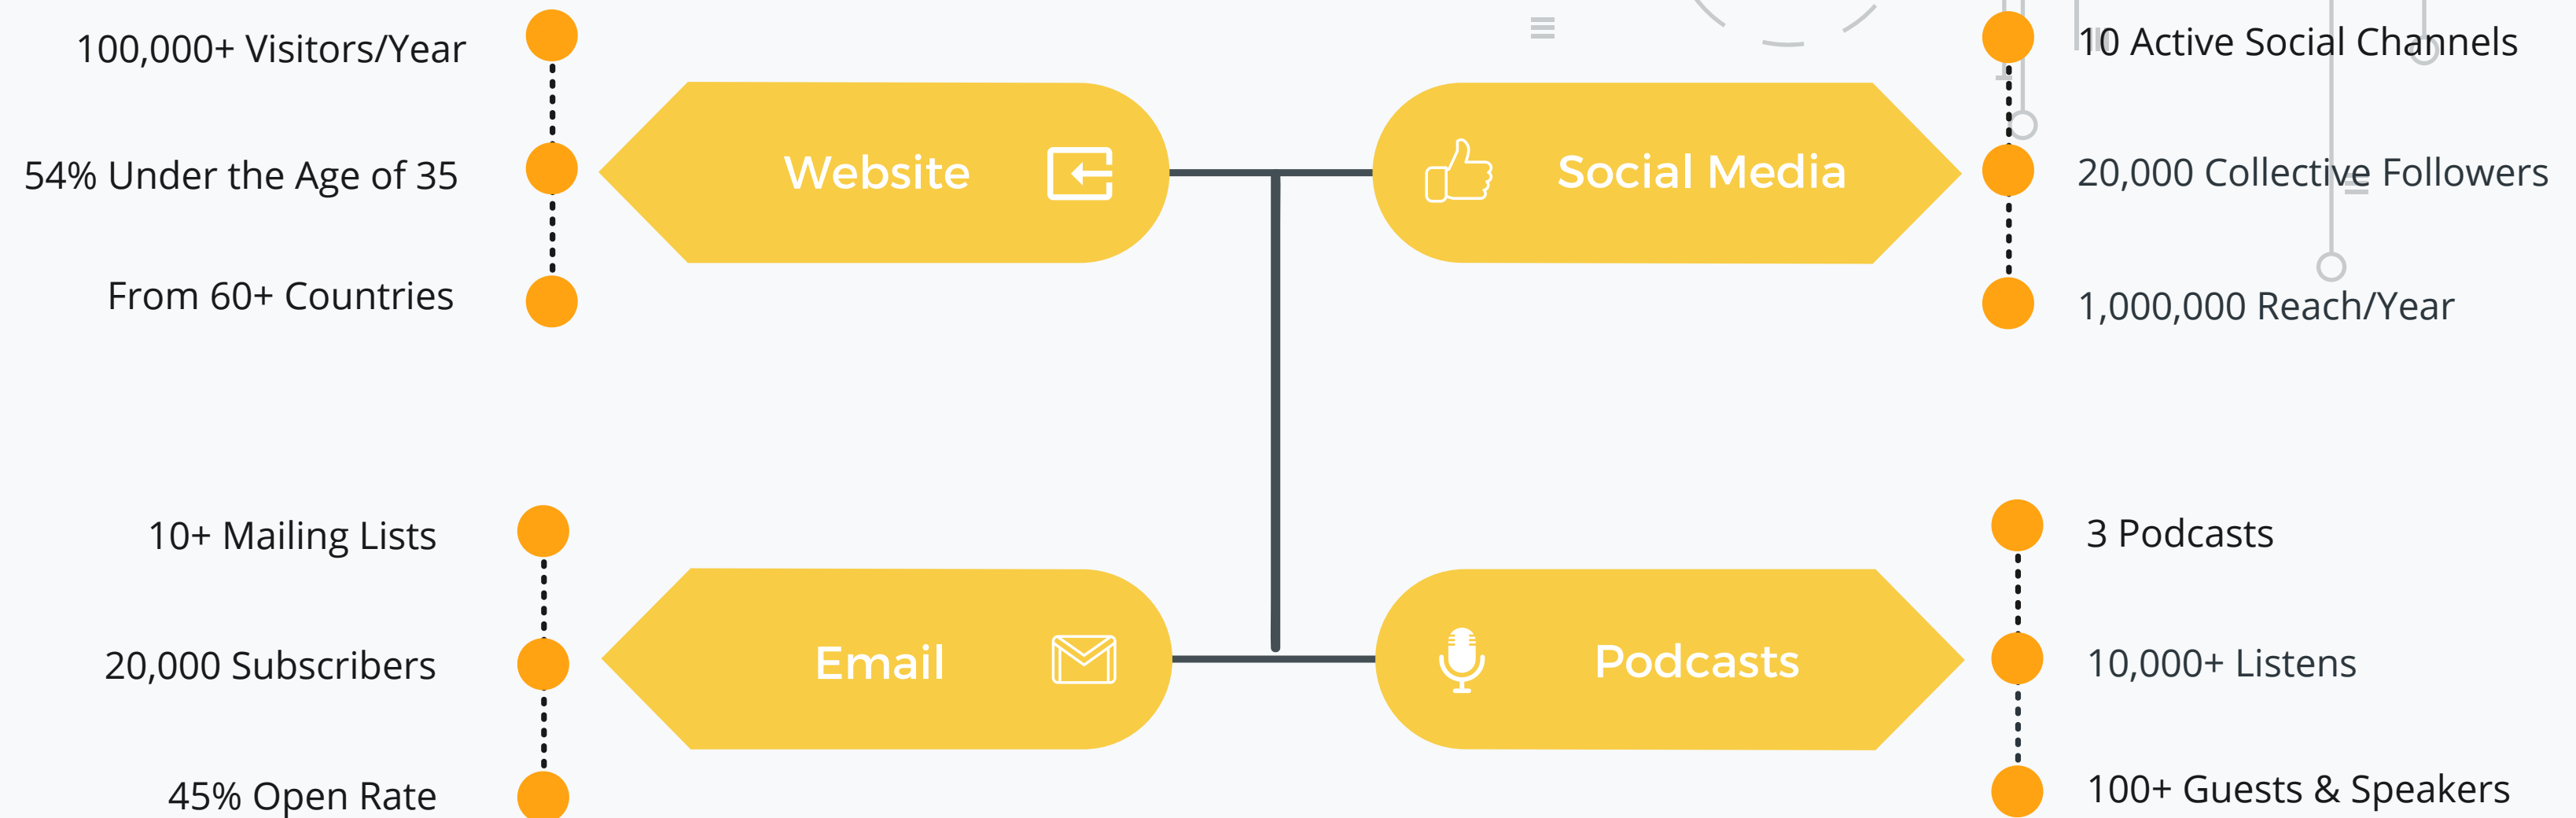 100,000+ Visitors/Year
54% Under the Age of 35
From 60+ Countries
Website
Social Media
10 Active Social Channels
20,000 Collective Followers
1,000,000 Reach/Year
10+ Mailing Lists
20,000 Subscribers
45% Open Rate
Email
Podcasts
3 Podcasts
10,000+ Listens
100+ Guests & Speakers